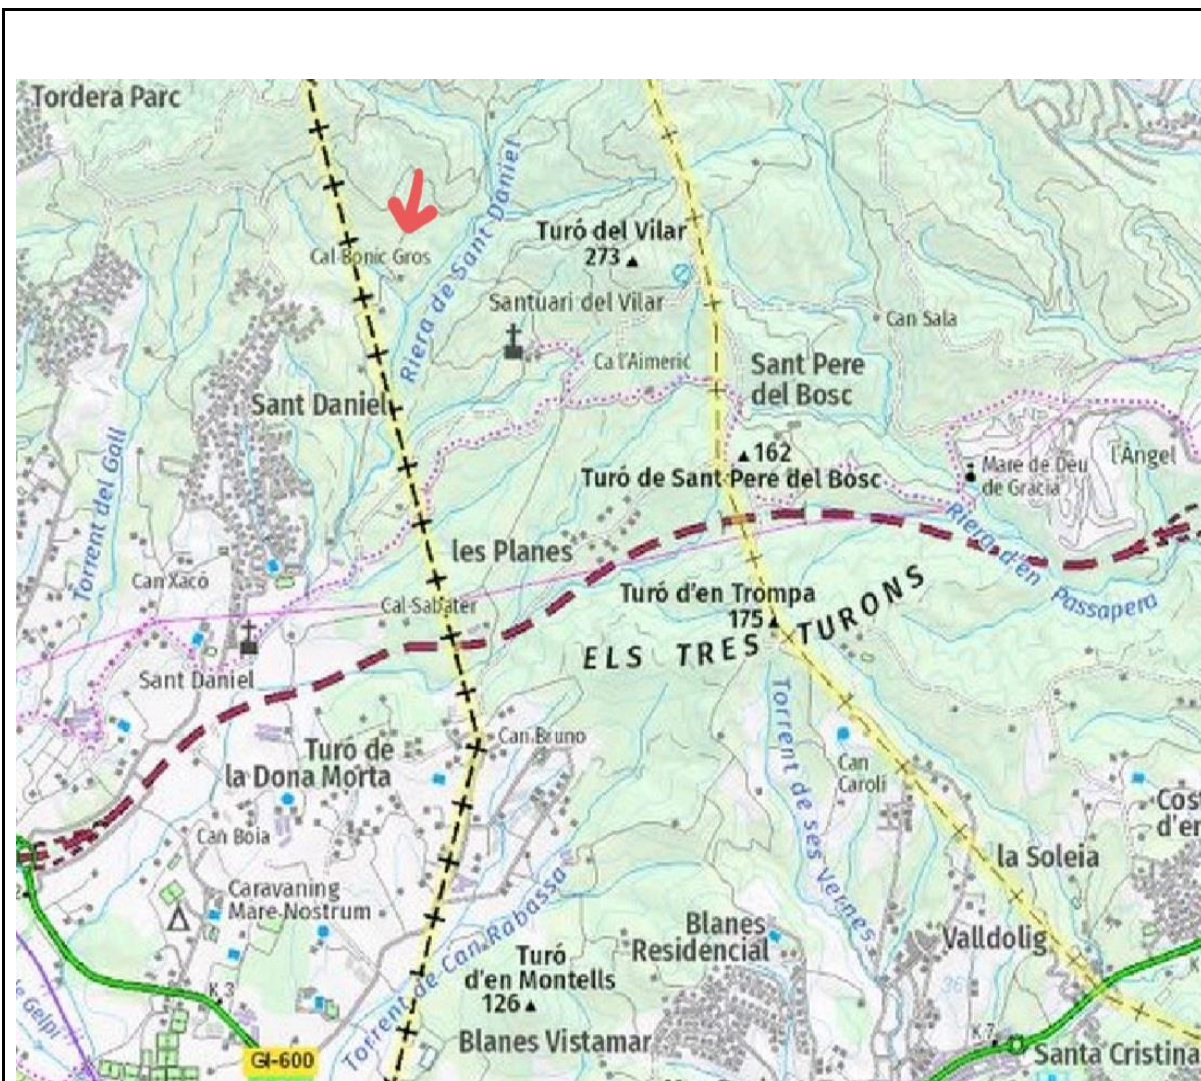 Tordera Parc
Riera de Sant Daniel
Turó del Vilar
273
Cal Bonic Gros
Santuari del Vilar
Can Sala
Ca l'Aimeric
Sant Pere
del Bosc
Sant Daniel
162
Turó de Sant Pere del Bosc
Mare de Déu
de Gràcia
l'Àngel
Torrent del Gall
Riera d'en Passapera
les Planes
Can Xacó
Cal Sabater
Turó d'en Trompa
175
ELS TRES TURONS
Sant Daniel
Torrent de ses Vernes
Can Bruno
Turó de
la Dona Morta
Can
Caroli
Can Boia
la Soleia
Caravaning
Mare Nostrum
Torrent de Can Rabassa
Blanes
Residencial
Valldolig
Turó
d'en Montells
126
K.3
36
Blanes Vistamar
K.7
GI-600
Santa Cristina